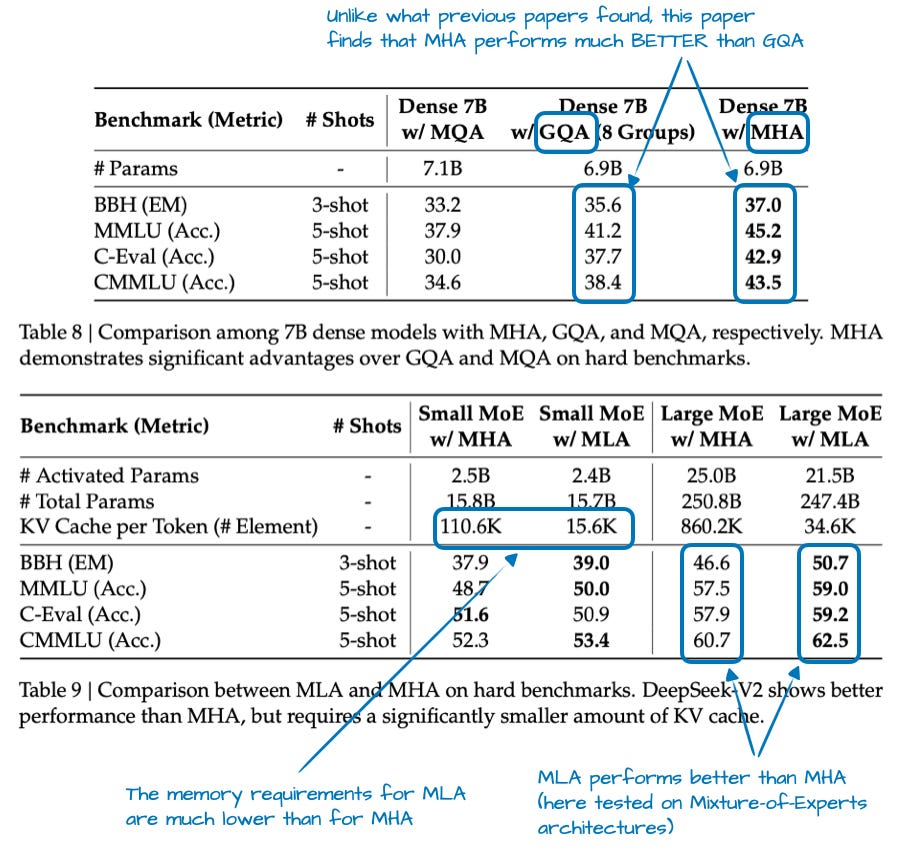 Unlike what previous papers found, this paper
finds that MHA performs much BETTER than GQA
Benchmark (Metric) # Shots Dense 7B w/ MQA Dense 7B w/ GQA (8 Groups) Dense 7B w/ MHA
# Params - 7.1B 6.9B 6.9B
BBH (EM) 3-shot 33.2 35.6 37.0
MMLU (Acc.) 5-shot 37.9 41.2 45.2
C-Eval (Acc.) 5-shot 30.0 37.7 42.9
CMMLU (Acc.) 5-shot 34.6 38.4 43.5
Table 8 | Comparison among 7B dense models with MHA, GQA, and MQA, respectively. MHA
demonstrates significant advantages over GQA and MQA on hard benchmarks.
Benchmark (Metric) # Shots Small MoE w/ MHA Small MoE w/ MLA Large MoE w/ MHA Large MoE w/ MLA
# Activated Params - 2.5B 2.4B 25.0B 21.5B
# Total Params - 15.8B 15.7B 250.8B 247.4B
KV Cache per Token (# Element) - 110.6K 15.6K 860.2K 34.6K
BBH (EM) 3-shot 37.9 39.0 46.6 50.7
MMLU (Acc.) 5-shot 48.7 50.0 57.5 59.0
C-Eval (Acc.) 5-shot 51.6 50.9 57.9 59.2
CMMLU (Acc.) 5-shot 52.3 53.4 60.7 62.5
Table 9 | Comparison between MLA and MHA on hard benchmarks. DeepSeek-V2 shows better
performance than MHA, but requires a significantly smaller amount of KV cache.
The memory requirements for MLA
are much lower than for MHA
MLA performs better than MHA
(here tested on Mixture-of-Experts
architectures)